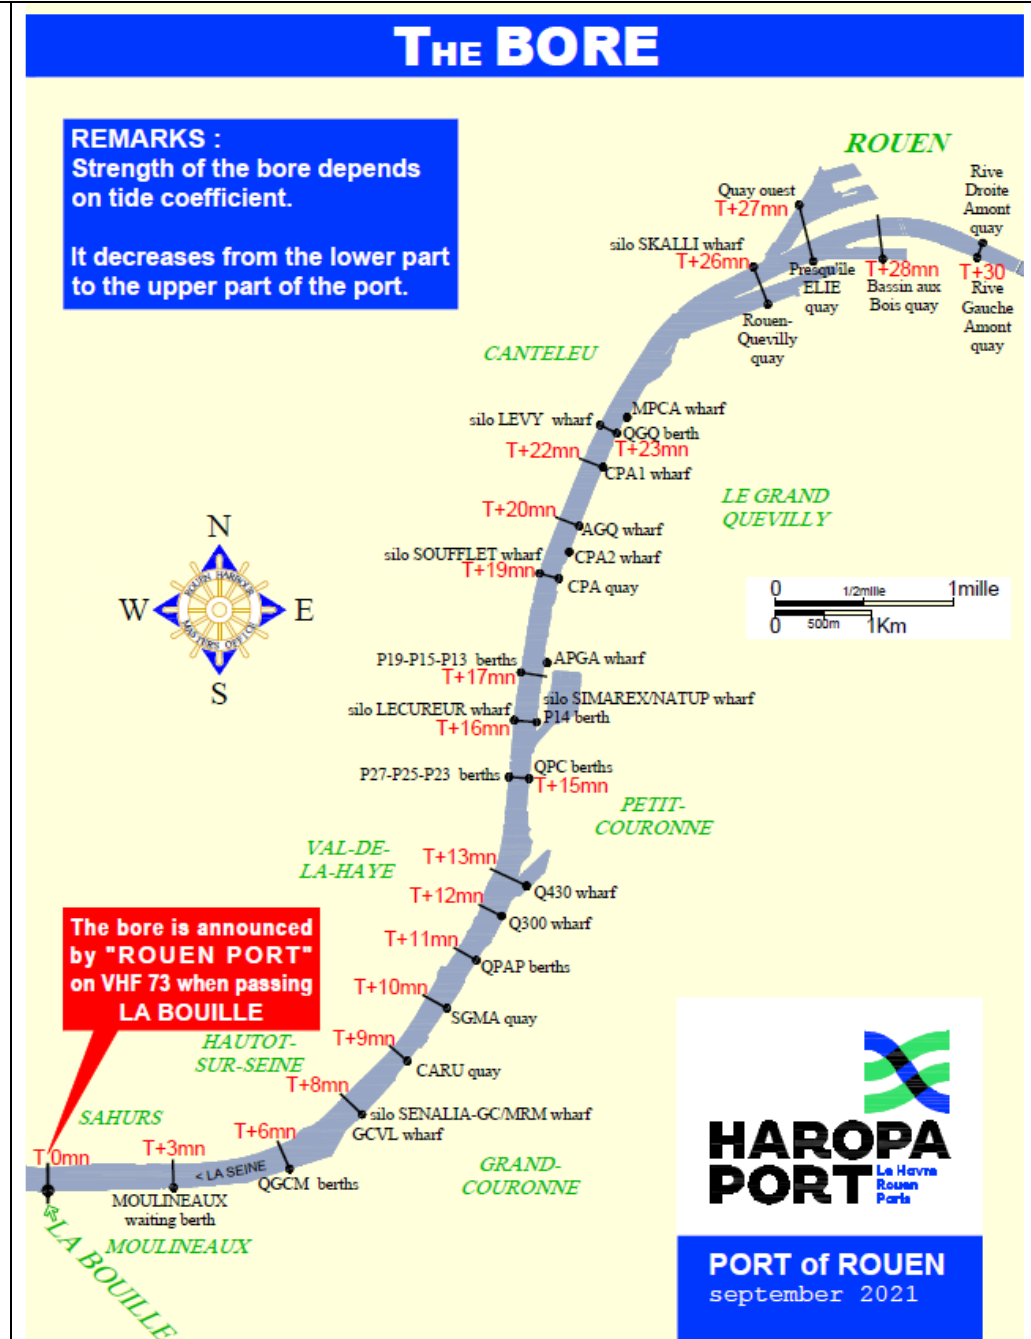 THE BORE
REMARKS :
Strength of the bore depends
on tide coefficient.
It decreases from the lower part
to the upper part of the port.
ROUEN
Rive
Droite
Amont
quay
Quay ouest
T+27mn
silo SKALLI wharf
T+26mn
Presqu'ile
ELIE
quay
T+28mn
Bassin aux
Bois quay
T+30
Rive
Gauche
Amont
quay
Rouen-
Quevilly
quay
CANTELEU
MPCA wharf
silo LEVY wharf
QGQ berth
T+22mn
T+23mn
CPA1 wharf
LE GRAND
QUEVILLY
T+20mn
AGQ wharf
silo SOUFFLET wharf
CPA2 wharf
T+19mn
CPA quay
N
W
E
S
ROUEN HARBOUR
MASTER'S OFFICE
0
1/2mille
1mille
0
500m
1Km
P19-P15-P13 berths
APGA wharf
T+17mn
silo SIMAREX/NATUP wharf
silo LECUREUR wharf
P14 berth
T+16mn
P27-P25-P23 berths
QPC berths
T+15mn
PETIT-
COURONNE
VAL-DE-
LA-HAYE
T+13mn
Q430 wharf
T+12mn
Q300 wharf
The bore is announced
by "ROUEN PORT"
on VHF 73 when passing
LA BOUILLE
T+11mn
QPAP berths
T+10mn
SGMA quay
HAUTOT-
SUR-SEINE
T+9mn
CARU quay
T+8mn
silo SENALIA-GC/MRM wharf
GCVL wharf
SAHURS
T+6mn
T 0mn
T+3mn
< LA SEINE
QGCM berths
GRAND-
COURONNE
MOULINEAUX
waiting berth
MOULINEAUX
LA BOUILLE
HAROPA
PORT
Le Havre
Rouen
Paris
PORT of ROUEN
september 2021